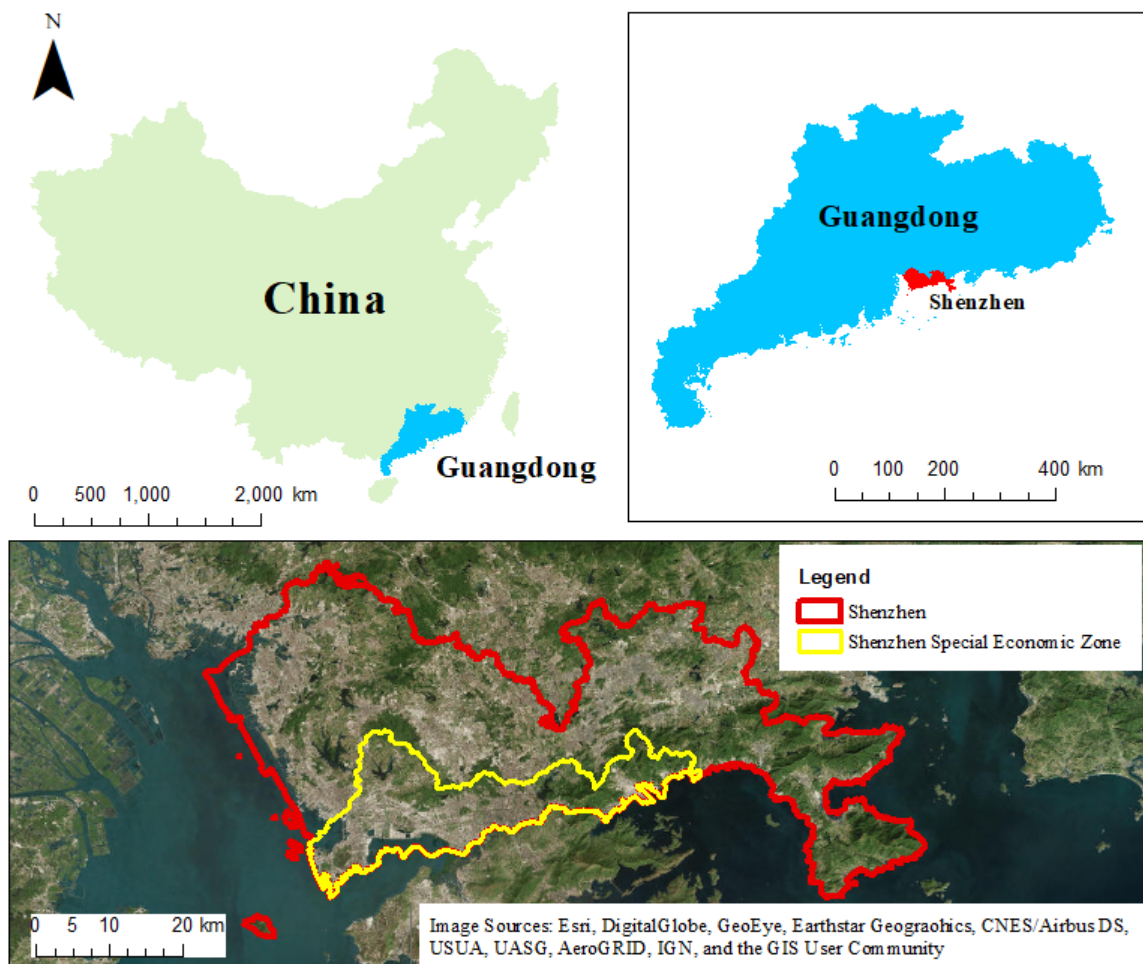 N
China
Guangdong
0 500 1,000 2,000 km
Guangdong
Shenzhen
0 100 200 400 km
Legend
Shenzhen
Shenzhen Special Economic Zone
0 5 10 20 km
Image Sources: Esri, DigitalGlobe, GeoEye, Earthstar Geograohics, CNES/Airbus DS,
USUA, UASG, AeroGRID, IGN, and the GIS User Community